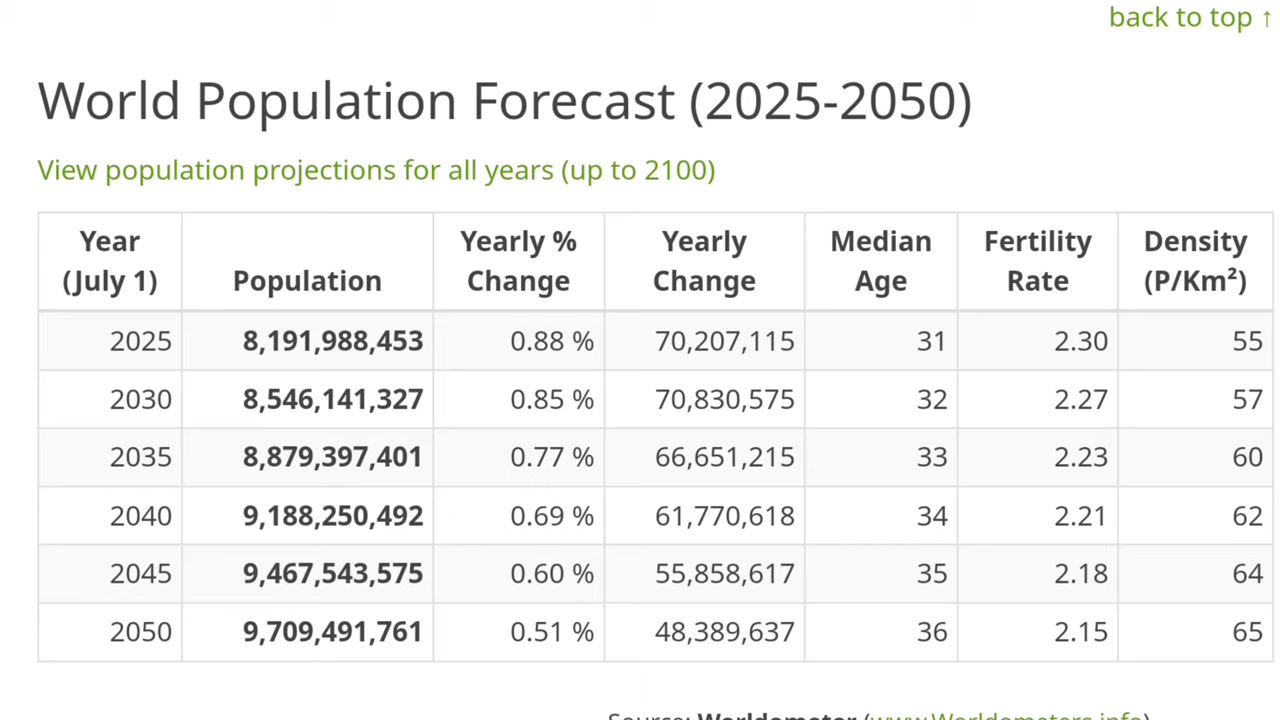 back to top ↑
World Population Forecast (2025-2050)
View population projections for all years (up to 2100)
Year (July 1) Population Yearly % Change Yearly Change Median Age Fertility Rate Density (P/Km²)
2025 8,191,988,453 0.88 % 70,207,115 31 2.30 55
2030 8,546,141,327 0.85 % 70,830,575 32 2.27 57
2035 8,879,397,401 0.77 % 66,651,215 33 2.23 60
2040 9,188,250,492 0.69 % 61,770,618 34 2.21 62
2045 9,467,543,575 0.60 % 55,858,617 35 2.18 64
2050 9,709,491,761 0.51 % 48,389,637 36 2.15 65
Source: Worldometer (www.Worldometers.info)